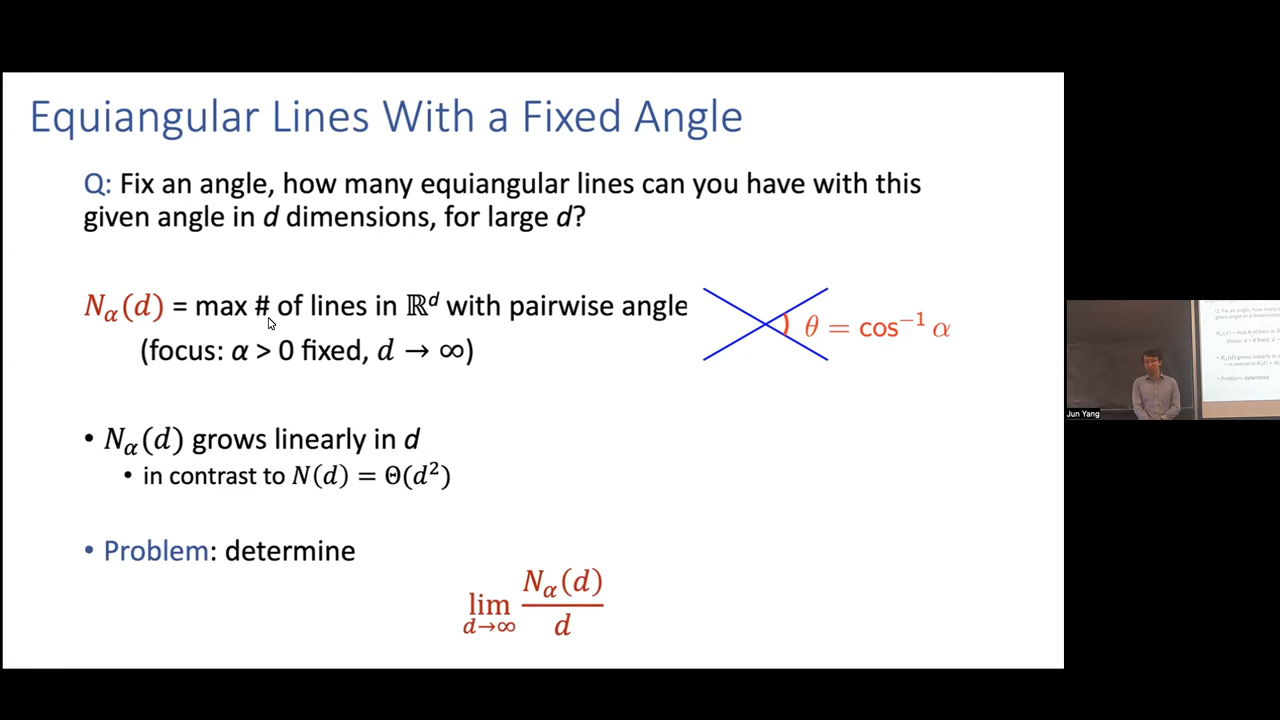 Equiangular Lines With a Fixed Angle
Q: Fix an angle, how many equiangular lines can you have with this
given angle in d dimensions, for large d?
N_α(d) = max # of lines in ℝ^d with pairwise angle
θ = cos⁻¹ α
(focus: α > 0 fixed, d → ∞)
• N_α(d) grows linearly in d
• in contrast to N(d) = Θ(d²)
• Problem: determine
lim_{d→∞} N_α(d)/d
Jun Yang